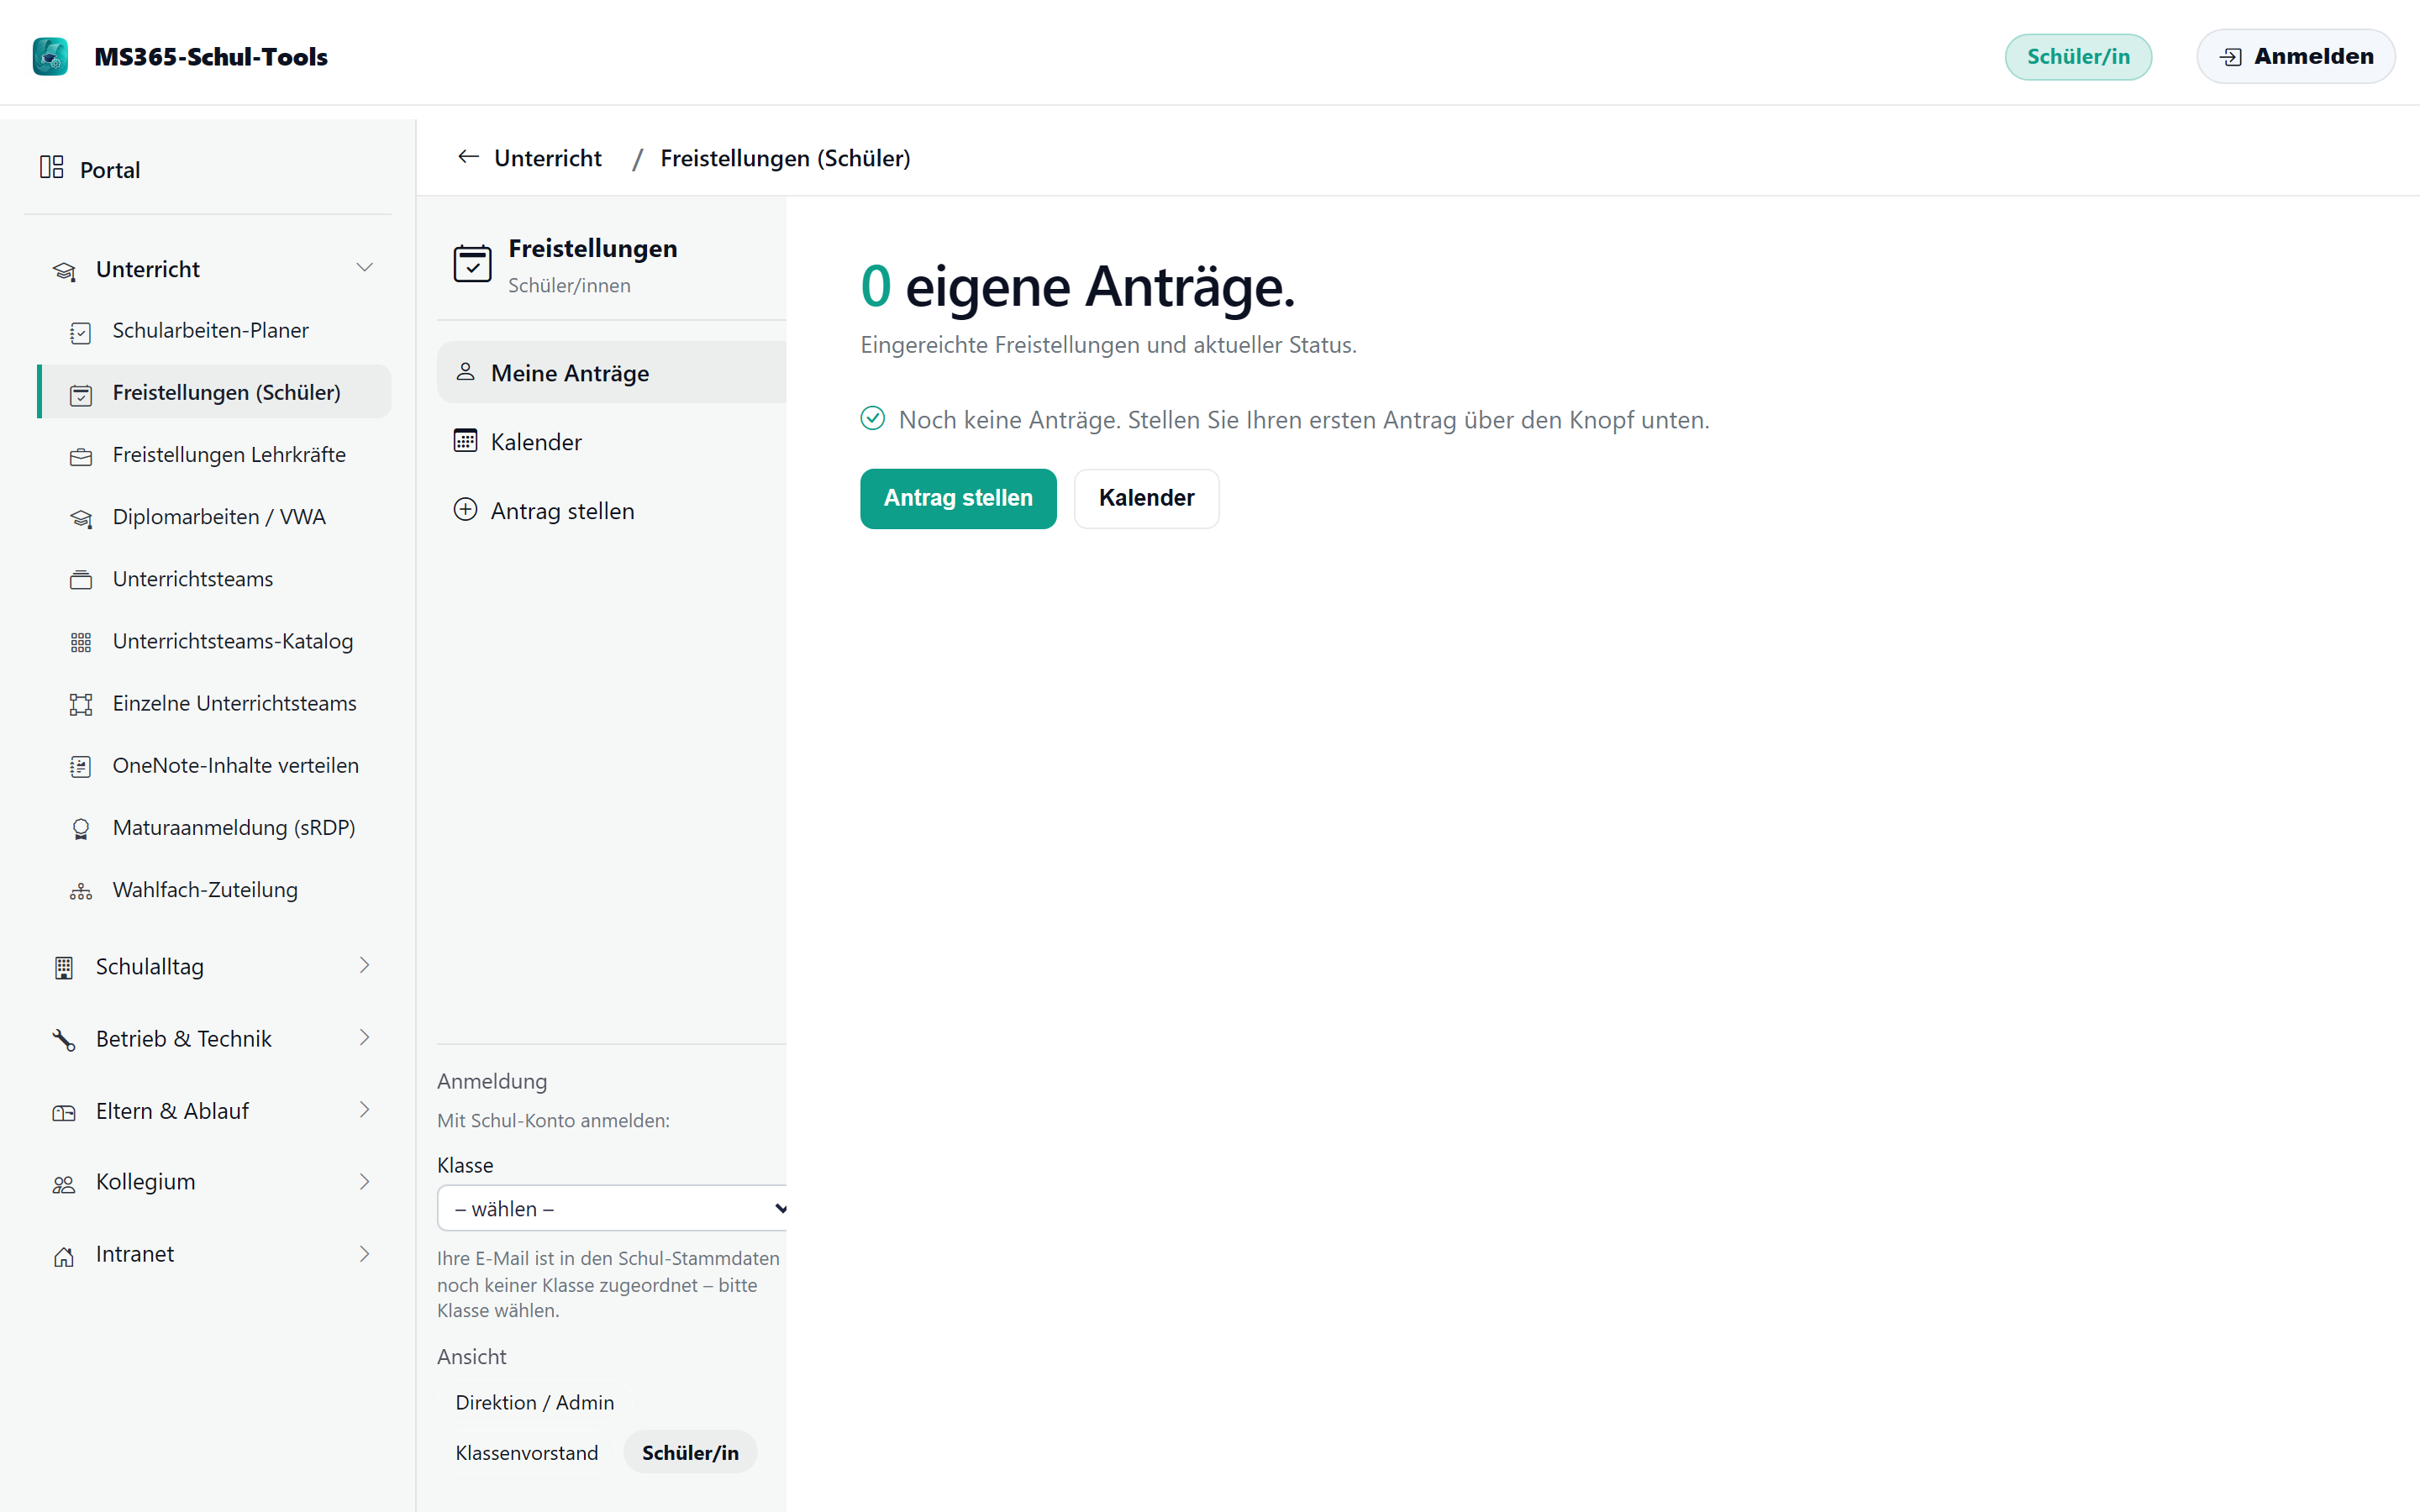 MS365-Schul-Tools
Schüler/in
Anmelden
Portal
Unterricht
Schularbeiten-Planer
Freistellungen (Schüler)
Freistellungen Lehrkräfte
Diplomarbeiten / VWA
Unterrichtsteams
Unterrichtsteams-Katalog
Einzelne Unterrichtsteams
OneNote-Inhalte verteilen
Maturaanmeldung (sRDP)
Wahlfach-Zuteilung
Schulalltag
Betrieb & Technik
Eltern & Ablauf
Kollegium
Intranet
Unterricht / Freistellungen (Schüler)
Freistellungen
Schüler/innen
Meine Anträge
Kalender
Antrag stellen
Anmeldung
Mit Schul-Konto anmelden:
Klasse
– wählen –
Ihre E-Mail ist in den Schul-Stammdaten
noch keiner Klasse zugeordnet – bitte
Klasse wählen.
Ansicht
Direktion / Admin
Klassenvorstand
Schüler/in
0 eigene Anträge.
Eingereichte Freistellungen und aktueller Status.
Noch keine Anträge. Stellen Sie Ihren ersten Antrag über den Knopf unten.
Antrag stellen
Kalender